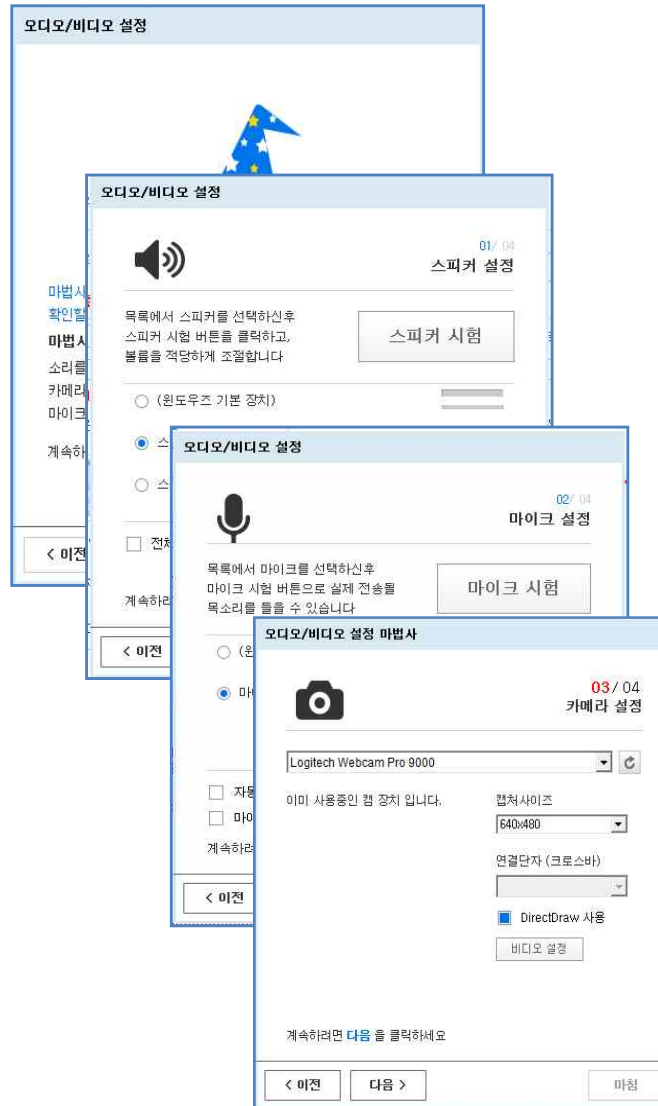 오디오/비디오 설정
마법사
확인할
마법사
소리를
카메라
마이크
계속하
< 이전
오디오/비디오 설정
01/ 04
스피커 설정
목록에서 스피커를 선택하신후
스피커 시험 버튼을 클릭하고,
볼륨을 적당하게 조절합니다
스피커 시험
(윈도우즈 기본 장치)
스
스
전체
계속하려
< 이전
오디오/비디오 설정
02/ 04
마이크 설정
목록에서 마이크를 선택하신후
마이크 시험 버튼으로 실제 전송될
목소리를 들을 수 있습니다
마이크 시험
(윈
마이
자동
마이
계속하려
< 이전
오디오/비디오 설정 마법사
03/ 04
카메라 설정
Logitech Webcam Pro 9000
이미 사용중인 캠 장치 입니다.
캡처사이즈
640x480
연결단자 (크로스바)
DirectDraw 사용
비디오 설정
계속하려면 다음 을 클릭하세요
< 이전
다음 >
마침